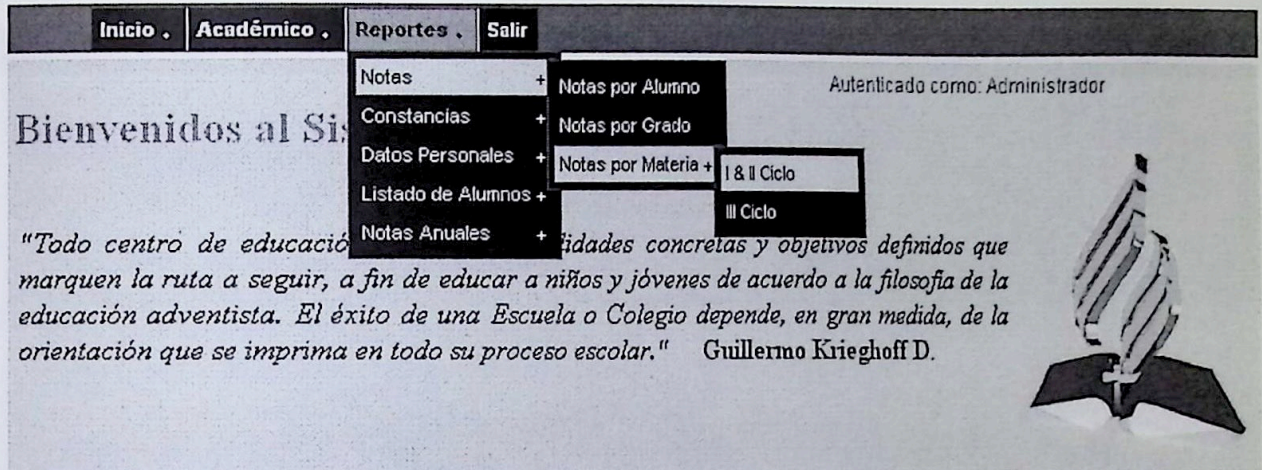 Inicio . Académico . Reportes . Salir
Autenticado como: Administrador
Notas +
Constancias +
Datos Personales +
Listado de Alumnos +
Notas Anuales +
Notas por Alumno
Notas por Grado
Notas por Materia +
I & II Ciclo
III Ciclo
Bienvenidos al Sis
"Todo centro de educació lidades concretas y objetivos definidos que
marquen la ruta a seguir, a fin de educar a niños y jóvenes de acuerdo a la filosofía de la
educación adventista. El éxito de una Escuela o Colegio depende, en gran medida, de la
orientación que se imprima en todo su proceso escolar." Guillermo Krieghoff D.